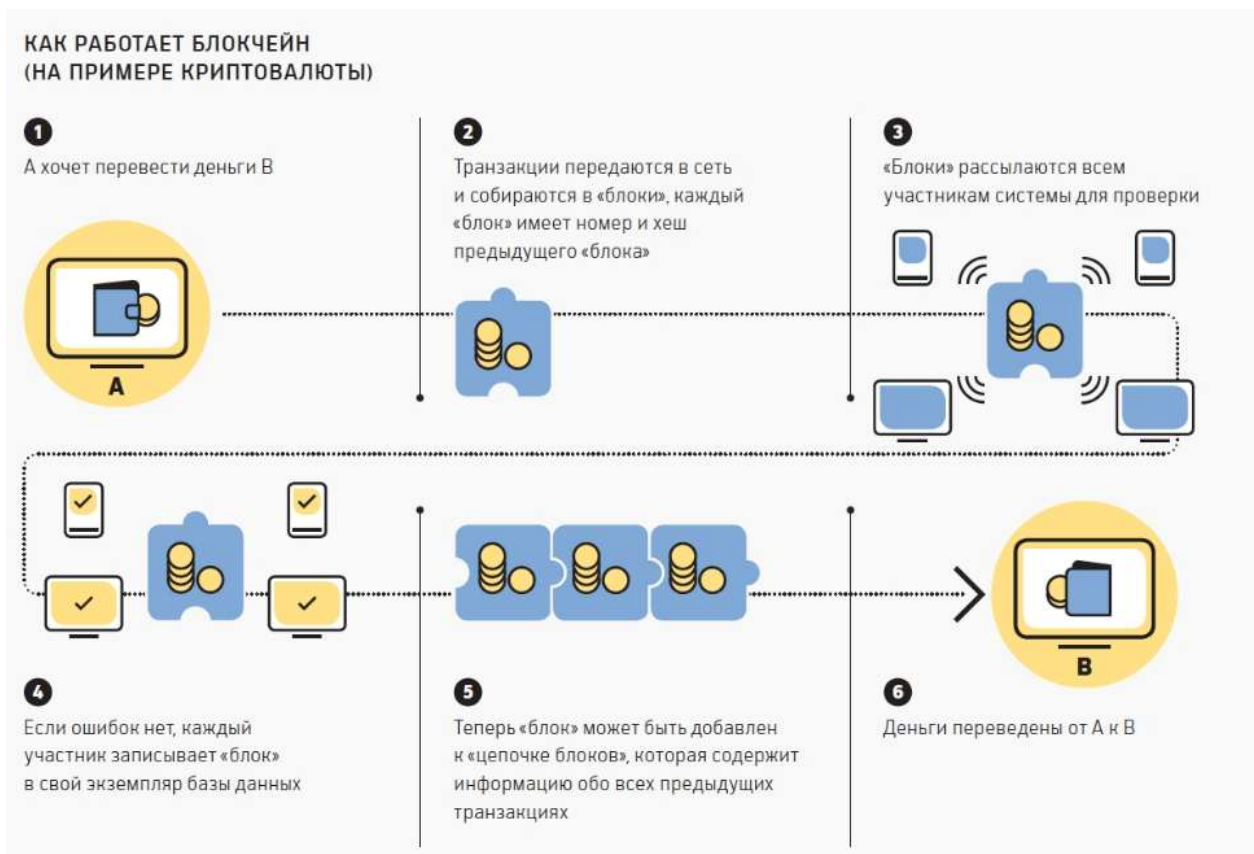 КАК РАБОТАЕТ БЛОКЧЕЙН
(НА ПРИМЕРЕ КРИПТОВАЛЮТЫ)
1
А хочет перевести деньги В
A
2
Транзакции передаются в сеть
и собираются в «блоки», каждый
«блок» имеет номер и хеш
предыдущего «блока»
3
«Блоки» рассылаются всем
участникам системы для проверки
4
Если ошибок нет, каждый
участник записывает «блок»
в свой экземпляр базы данных
5
Теперь «блок» может быть добавлен
к «цепочке блоков», которая содержит
информацию обо всех предыдущих
транзакциях
B
6
Деньги переведены от А к В